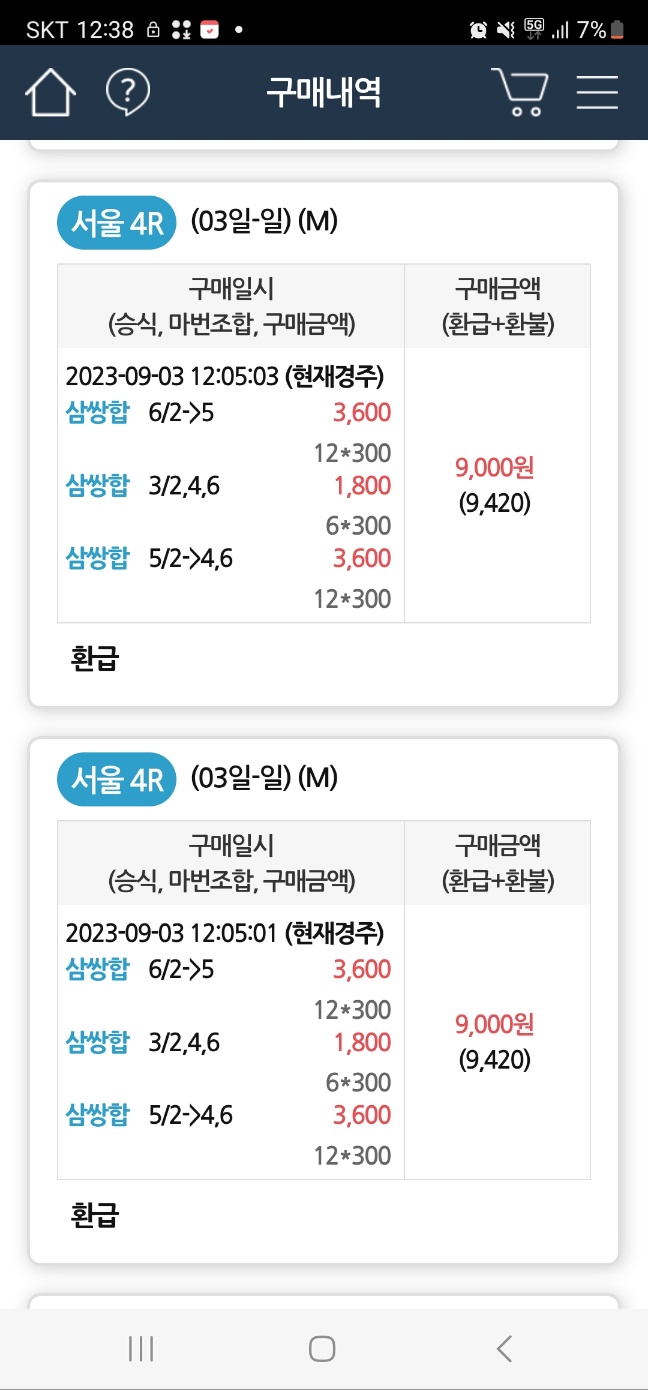 SKT 12:38
5G
7%
?
구매내역
서울 4R (03일-일) (M)
구매일시
(승식, 마번조합, 구매금액)
구매금액
(환급+환불)
2023-09-03 12:05:03 (현재경주)
삼쌍합 6/2->5 3,600
12*300
삼쌍합 3/2,4,6 1,800
6*300
삼쌍합 5/2->4,6 3,600
12*300
9,000원
(9,420)
환급
서울 4R (03일-일) (M)
구매일시
(승식, 마번조합, 구매금액)
구매금액
(환급+환불)
2023-09-03 12:05:01 (현재경주)
삼쌍합 6/2->5 3,600
12*300
삼쌍합 3/2,4,6 1,800
6*300
삼쌍합 5/2->4,6 3,600
12*300
9,000원
(9,420)
환급